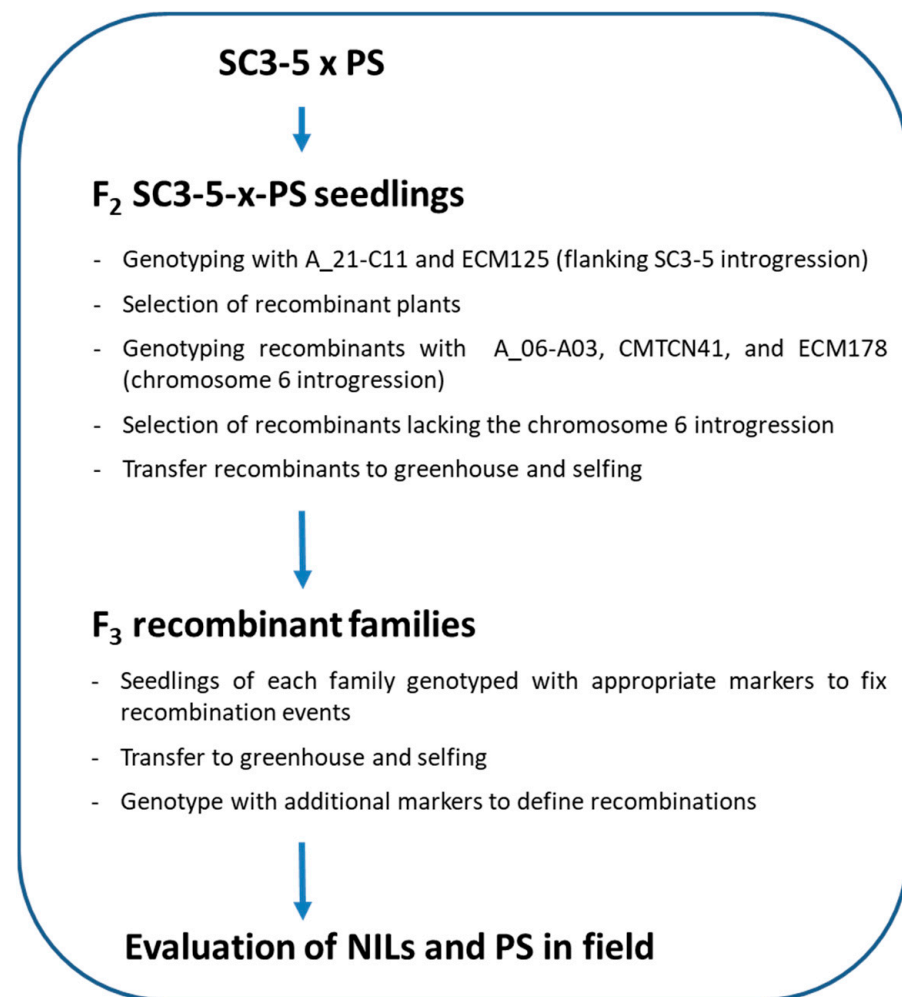 SC3-5 x PS
F₂ SC3-5-x-PS seedlings
- Genotyping with A_21-C11 and ECM125 (flanking SC3-5 introgression)
- Selection of recombinant plants
- Genotyping recombinants with A_06-A03, CMTCN41, and ECM178
(chromosome 6 introgression)
- Selection of recombinants lacking the chromosome 6 introgression
- Transfer recombinants to greenhouse and selfing
F₃ recombinant families
- Seedlings of each family genotyped with appropriate markers to fix
recombination events
- Transfer to greenhouse and selfing
- Genotype with additional markers to define recombinations
Evaluation of NILs and PS in field